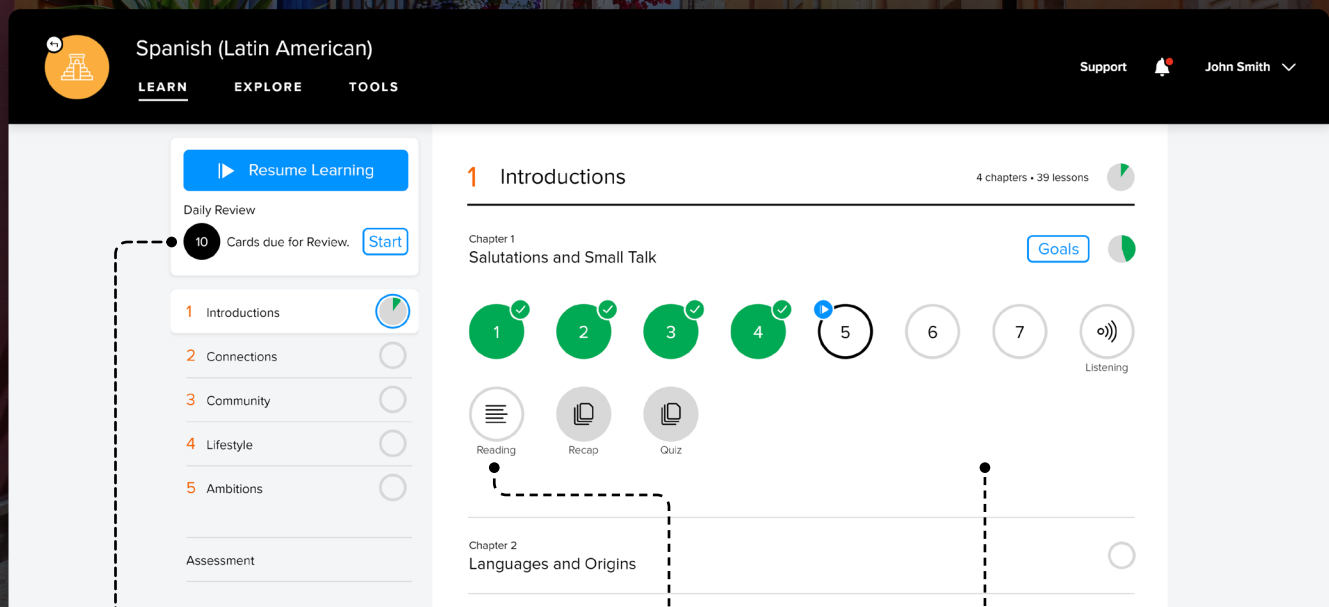 Spanish (Latin American)
LEARN EXPLORE TOOLS
Support
John Smith
Resume Learning
Daily Review
10 Cards due for Review. Start
1 Introductions
2 Connections
3 Community
4 Lifestyle
5 Ambitions
Assessment
1 Introductions
4 chapters • 39 lessons
Chapter 1
Salutations and Small Talk
Goals
1 2 3 4 5 6 7
Listening
Reading Recap Quiz
Chapter 2
Languages and Origins